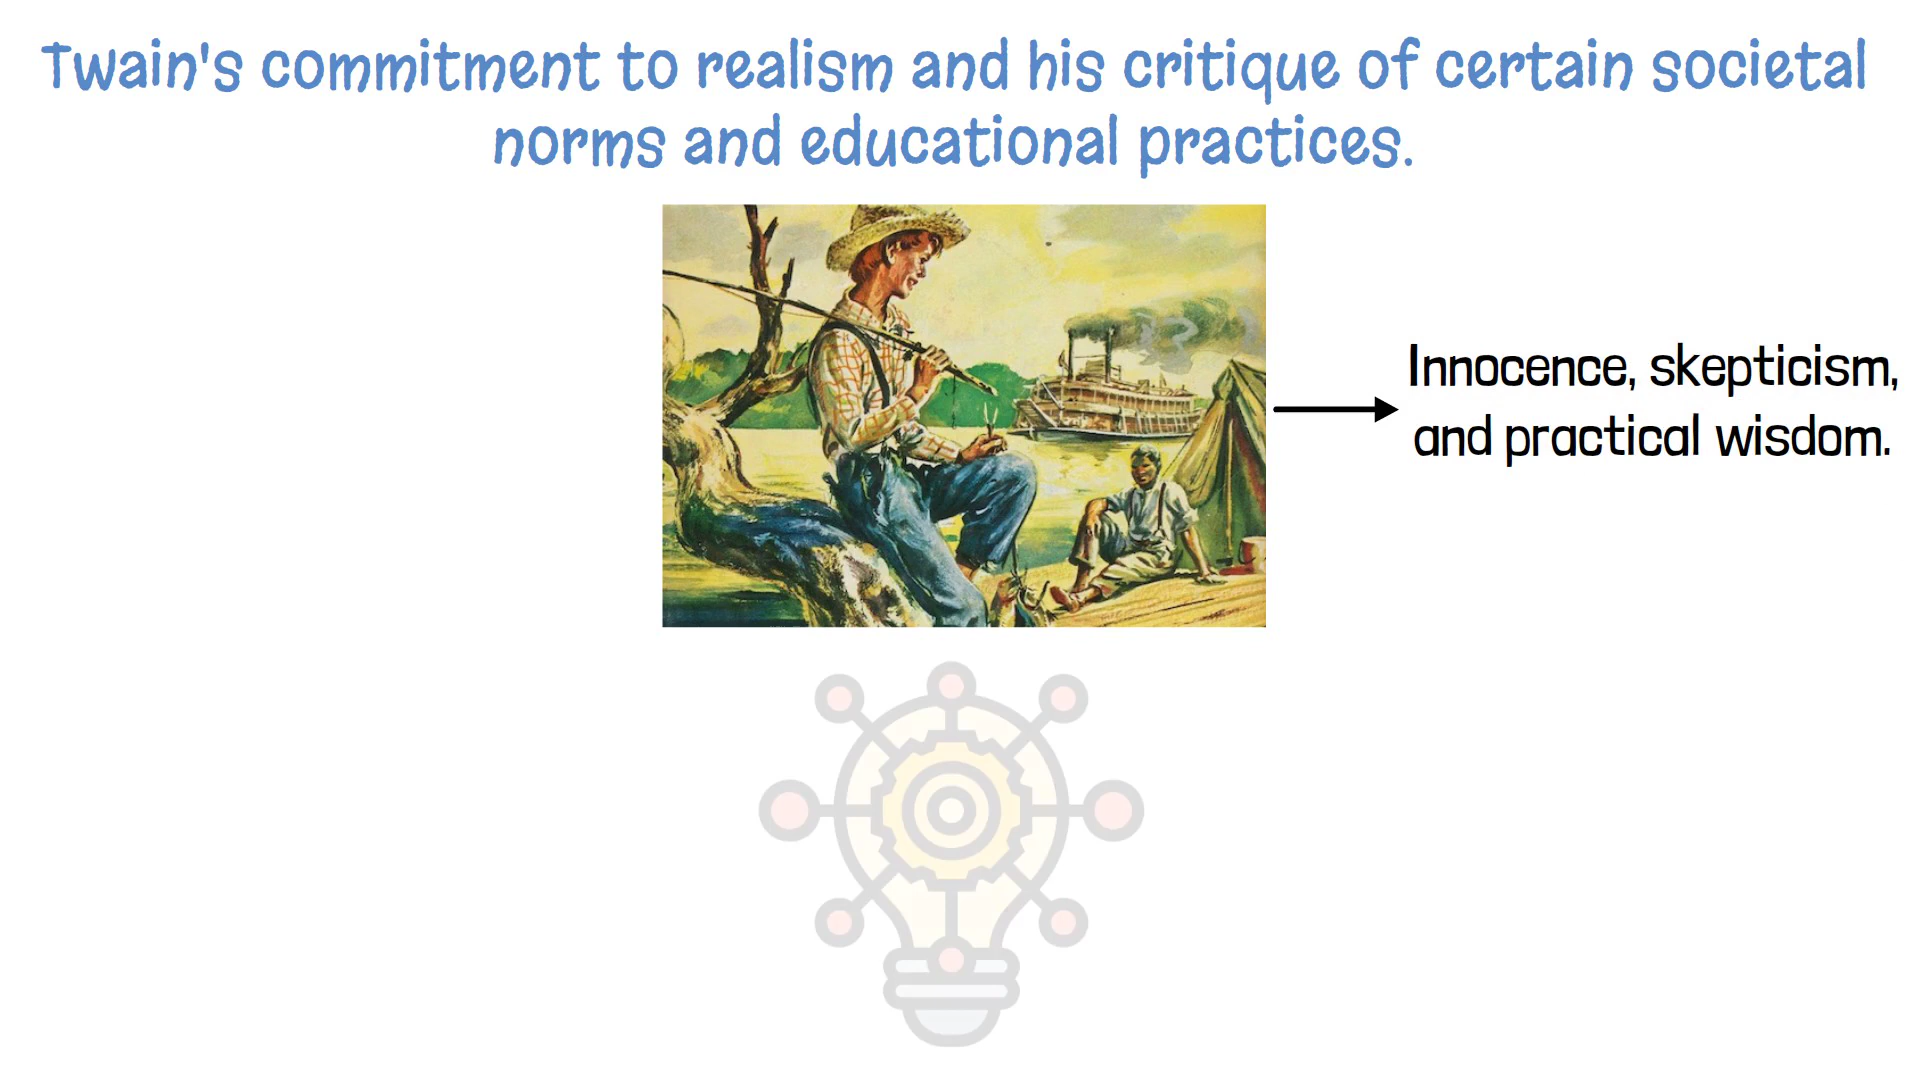 Twain's commitment to realism and his critique of certain societal
norms and educational practices.
Innocence, skepticism,
and practical wisdom.